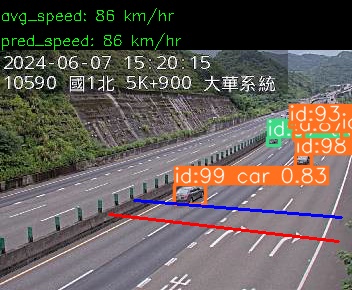 avg_speed: 86 km/hr
pred_speed: 86 km/hr
2024-06-07 15:20:15
10590 國1北 5K+900 大華系統
id:93
id:98
id:99 car 0.83